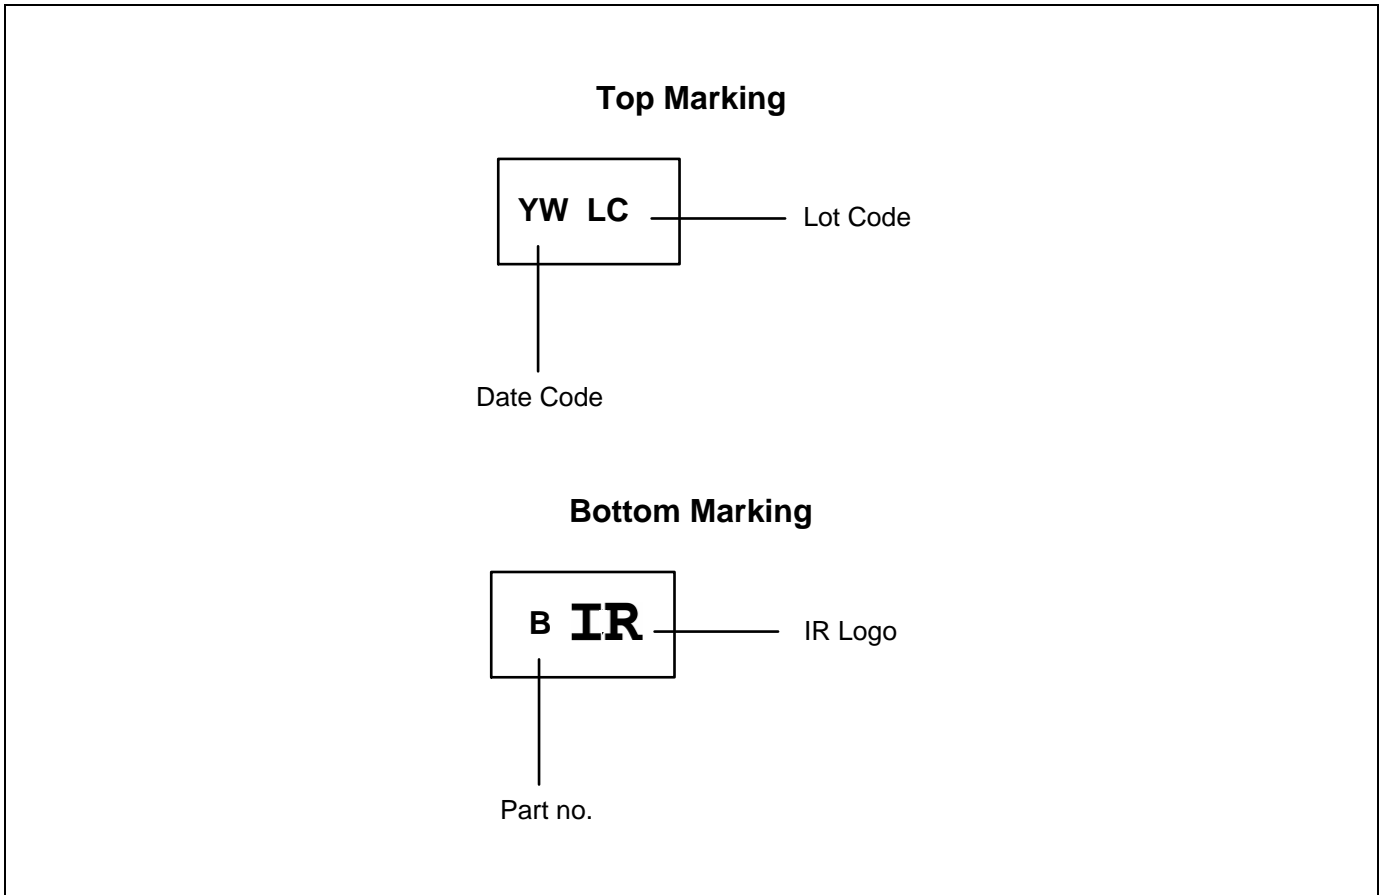 Top Marking
YW LC
Lot Code
Date Code
Bottom Marking
B IR
IR Logo
Part no.